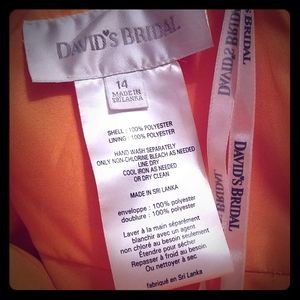 DAVID'S BRIDAL
14
MADE IN
SRI LANKA
SHELL : 100% POLYESTER
LINING : 100% POLYESTER
HAND WASH SEPARATELY
ONLY NON-CHLORINE BLEACH AS NEEDED
LINE DRY
COOL IRON AS NEEDED
OR DRY CLEAN
MADE IN SRI LANKA
enveloppe : 100% polyester
doublure : 100% polyester
Laver à la main séparément
blanchir avec un agent
non chloré au besoin seulement
Étendre pour sécher
Repasser à froid au besoin
ou nettoyer à sec
fabriqué en Sri Lanka
DAVID'S BRIDAL
DAVID'S BRIDAL